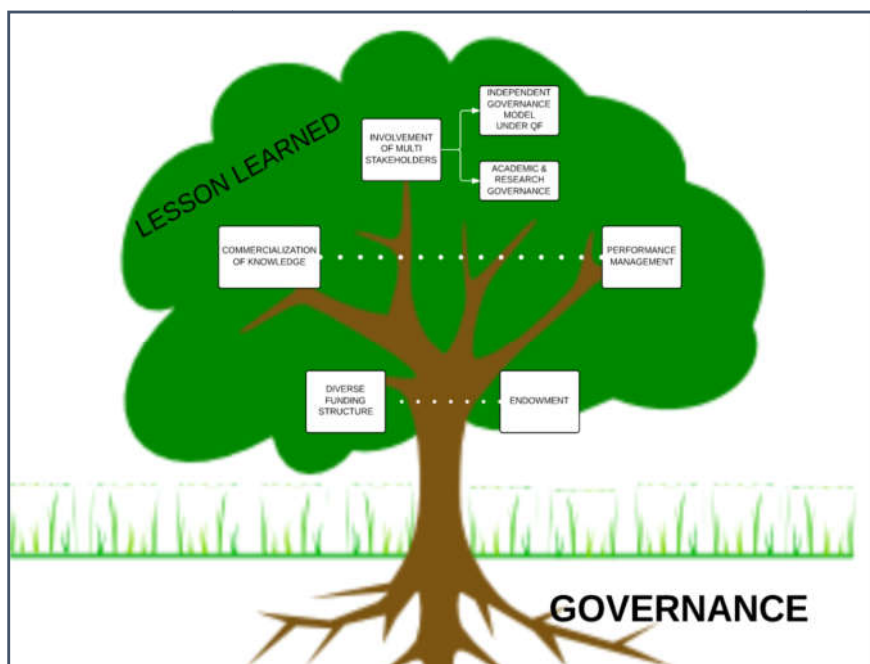 LESSON LEARNED
INVOLVEMENT
OF MULTI
STAKEHOLDERS
INDEPENDENT
GOVERNANCE
MODEL
UNDER QF
ACADEMIC &
RESEARCH
GOVERNANCE
COMMERCIALIZATION
OF KNOWLEDGE
PERFORMANCE
MANAGEMENT
DIVERSE
FUNDING
STRUCTURE
ENDOWMENT
GOVERNANCE